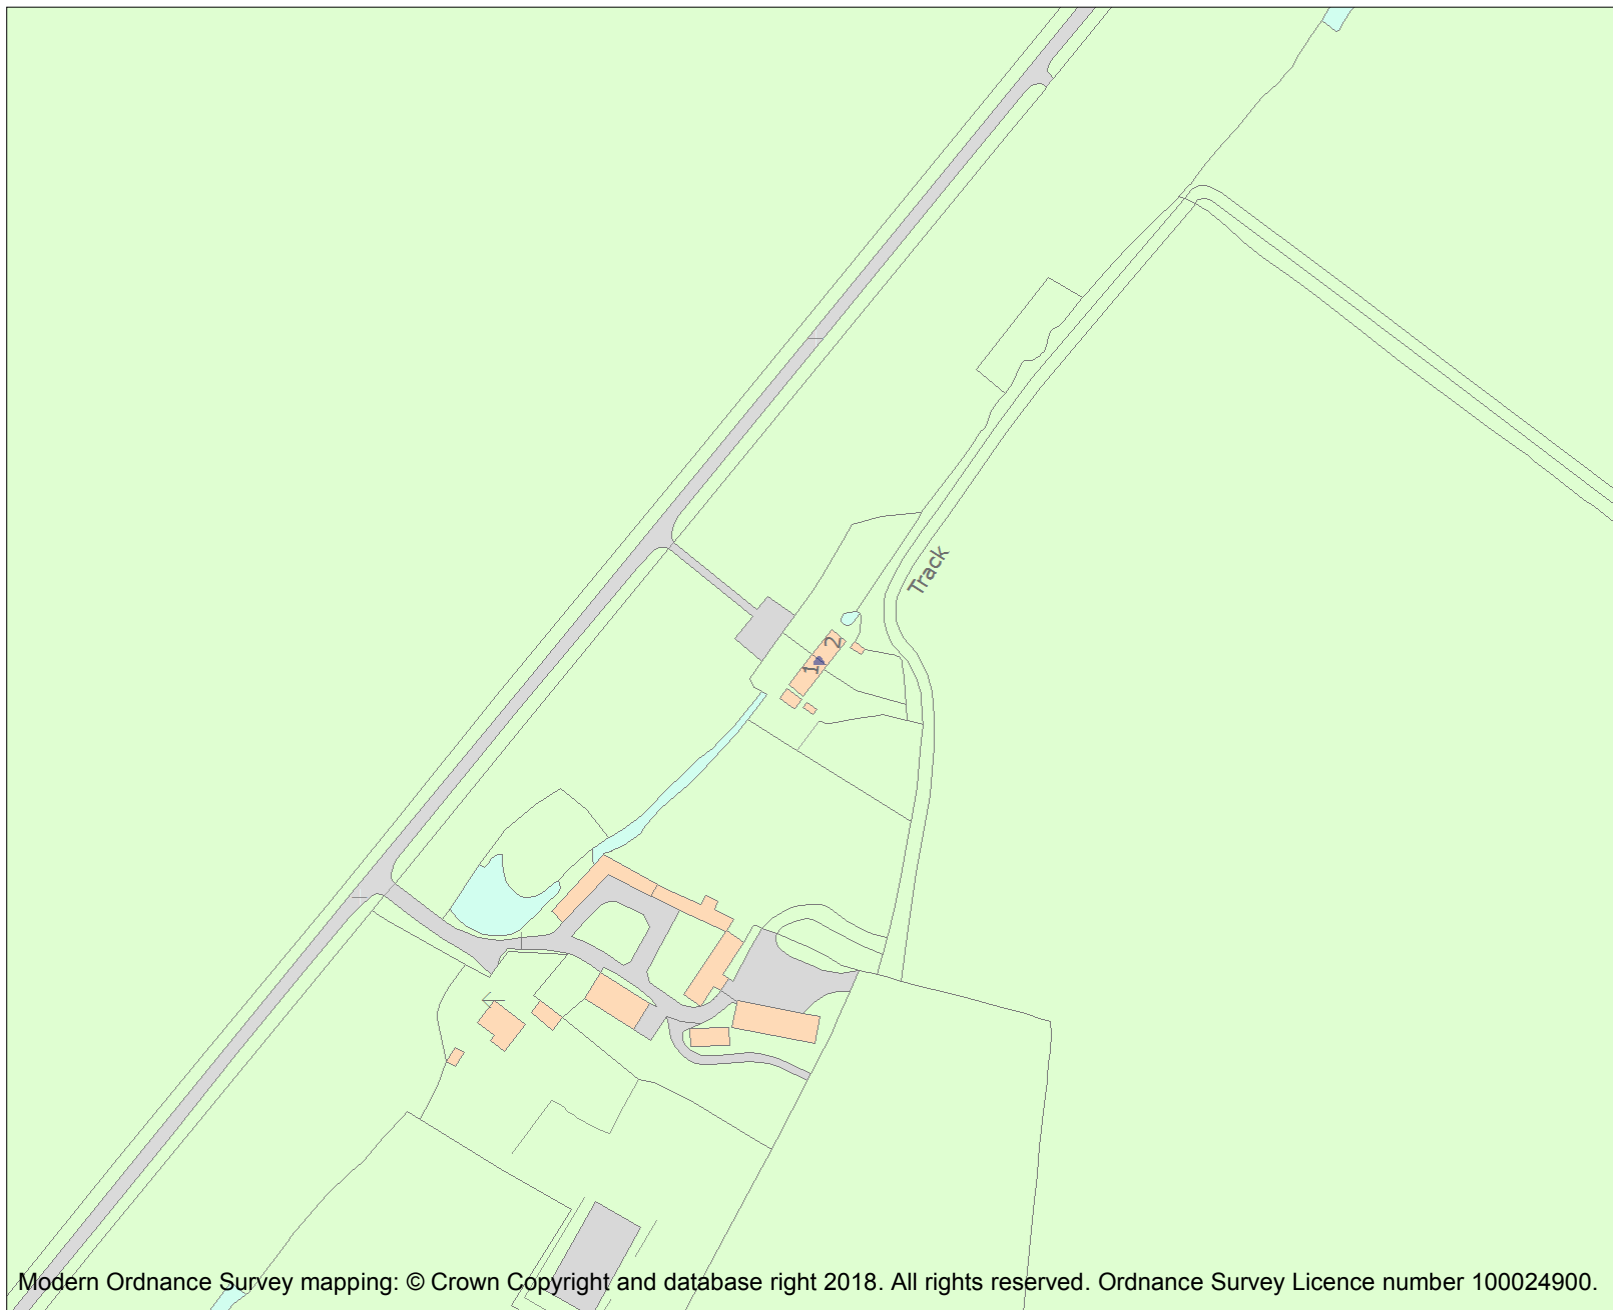 Track
2
1
Modern Ordnance Survey mapping: © Crown Copyright and database right 2018. All rights reserved. Ordnance Survey Licence number 100024900.